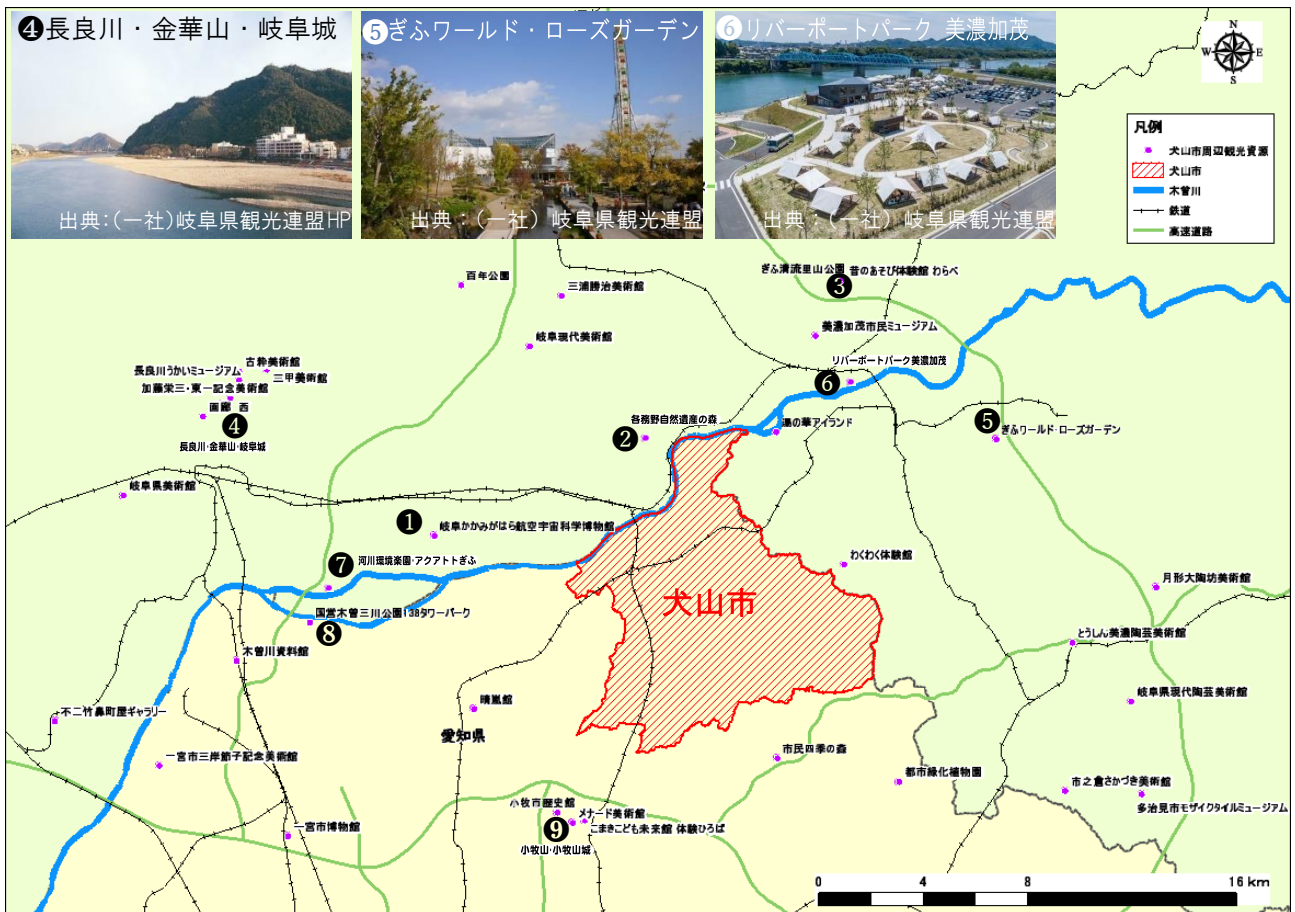 ❹長良川・金華山・岐阜城
出典:(一社)岐阜県観光連盟HP
❺ぎふワールド・ローズガーデン
出典：(一社) 岐阜県観光連盟
❻リバーポートパーク 美濃加茂
出典：(一社) 岐阜県観光連盟
N
W
E
S
凡例
犬山市周辺観光資源
犬山市
木曽川
鉄道
高速道路
百年公園
三浦勝治美術館
ぎふ清流里山公園
昔のあそび体験館 わらべ
❸
岐阜現代美術館
美濃加茂市民ミュージアム
古粋美術館
長良川うかいミュージアム
三甲美術館
加藤栄三・東一記念美術館
画廊 西
❹
長良川・金華山・岐阜城
リバーポートパーク美濃加茂
❻
各務野自然遺産の森
❷
湯の華アイランド
❺
ぎふワールド・ローズガーデン
岐阜県美術館
❶
岐阜かかみがはら航空宇宙科学博物館
❼
河川環境楽園・アクアトトぎふ
わくわく体験館
月形大陶坊美術館
国営木曽三川公園138タワーパーク
❽
犬山市
とうしん美濃陶芸美術館
木曽川資料館
岐阜県現代陶芸美術館
不二竹鼻町屋ギャラリー
晴嵐館
愛知県
一宮市三岸節子記念美術館
市民四季の森
都市緑化植物園
市之倉さかづき美術館
多治見市モザイクタイルミュージアム
小牧市歴史館
メナード美術館
こまきこども未来館 体験ひろば
❾
小牧山・小牧山城
一宮市博物館
0 4 8 16 km